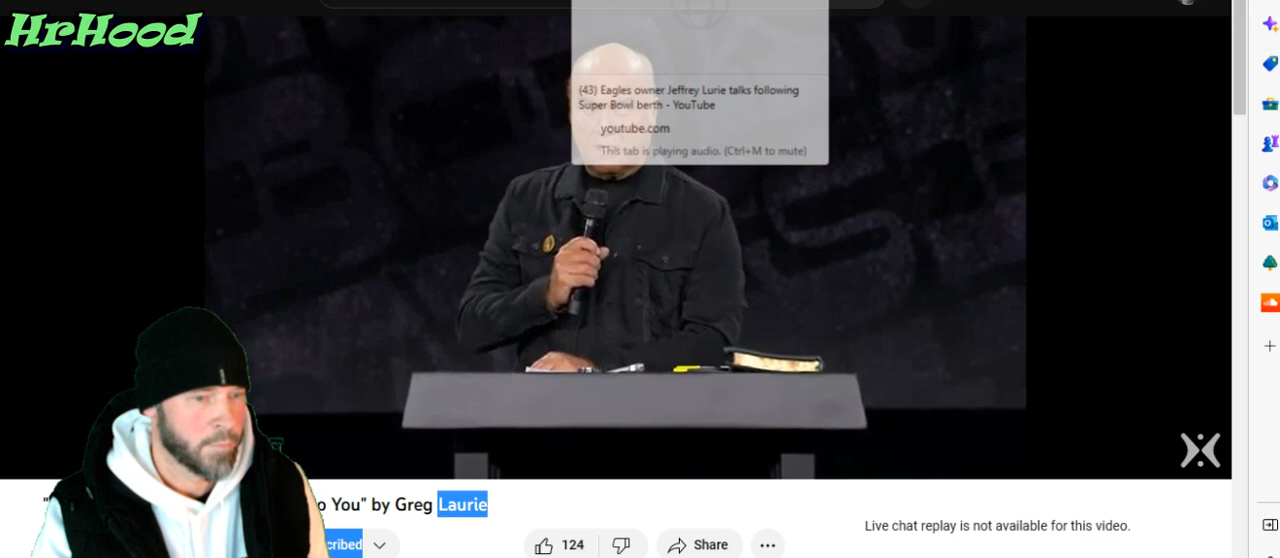 HrHood
(43) Eagles owner Jeffrey Lurie talks following
Super Bowl berth - YouTube
youtube.com
"This tab is playing audio. (Ctrl+M to mute)
o You" by Greg Laurie
cribed
124
Share
Live chat replay is not available for this video.